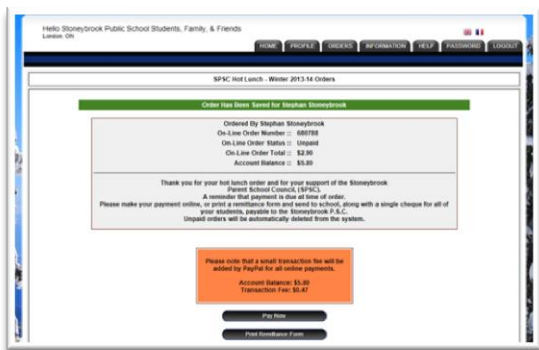 Hello Stoneybrook Public School Students, Family, & Friends
London ON
HOME PROFILE ORDERS INFORMATION HELP PASSWORD LOGOUT
SPSC Hot Lunch - Winter 2013-14 Orders
Order Has Been Saved for Stephan Stoneybrook
Ordered By Stephan Stoneybrook
On-Line Order Number :: 680788
On-Line Order Status :: Unpaid
On-Line Order Total :: $2.90
Account Balance :: $5.80
Thank you for your hot lunch order and for your support of the Stoneybrook
Parent School Council, (SPSC).
A reminder that payment is due at time of order.
Please make your payment online, or print a remittance form and send to school, along with a single cheque for all of
your students, payable to the Stoneybrook P.S.C.
Unpaid orders will be automatically deleted from the system.
Please note that a small transaction fee will be
added by PayPal for all online payments.
Account Balance: $5.80
Transaction Fee: $0.47
Pay Now
Print Remittance Form